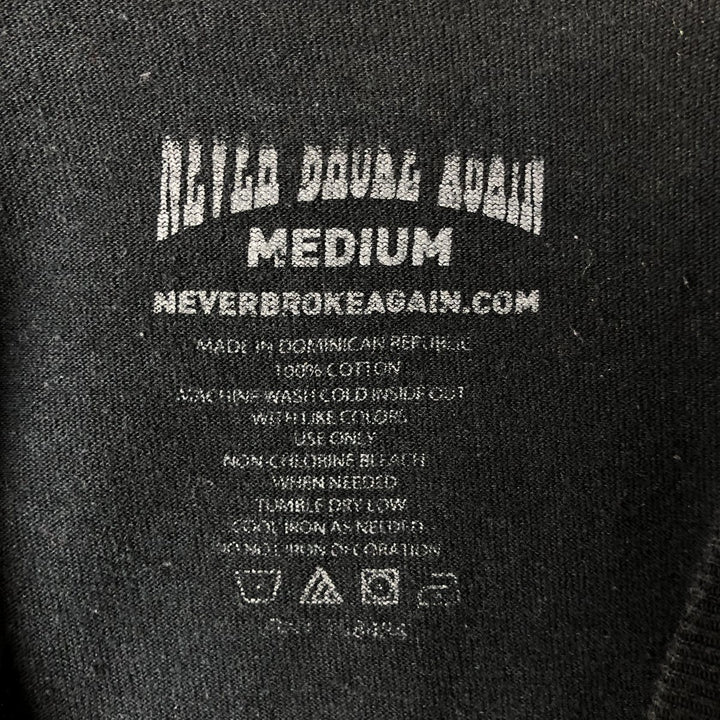 NEVER BROKE AGAIN
MEDIUM
NEVERBROKEAGAIN.COM
MADE IN DOMINICAN REPUBLIC
100% COTTON
MACHINE WASH COLD INSIDE OUT
WITH LIKE COLORS
USE ONLY
NON-CHLORINE BLEACH
WHEN NEEDED
TUMBLE DRY LOW
COOL IRON AS NEEDED
DO NOT IRON DECORATION